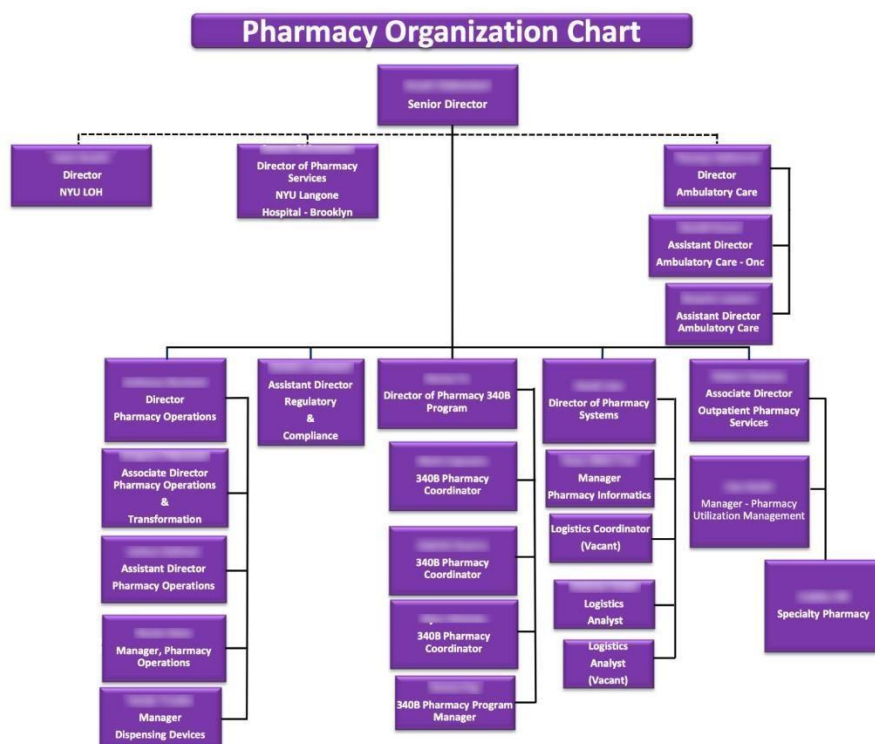 Pharmacy Organization Chart
Senior Director
Director
NYU LOH
Director of Pharmacy
Services
NYU Langone
Hospital - Brooklyn
Director
Ambulatory Care
Assistant Director
Ambulatory Care - Onc
Assistant Director
Ambulatory Care
Director
Pharmacy Operations
Associate Director
Pharmacy Operations
&
Transformation
Assistant Director
Pharmacy Operations
Manager, Pharmacy
Operations
Manager
Dispensing Devices
Assistant Director
Regulatory
&
Compliance
Director of Pharmacy 340B
Program
340B Pharmacy
Coordinator
340B Pharmacy
Coordinator
340B Pharmacy
Coordinator
340B Pharmacy Program
Manager
Director of Pharmacy
Systems
Manager
Pharmacy Informatics
Logistics Coordinator
(Vacant)
Logistics
Analyst
Logistics
Analyst
(Vacant)
Associate Director
Outpatient Pharmacy
Services
Manager - Pharmacy
Utilization Management
Specialty Pharmacy